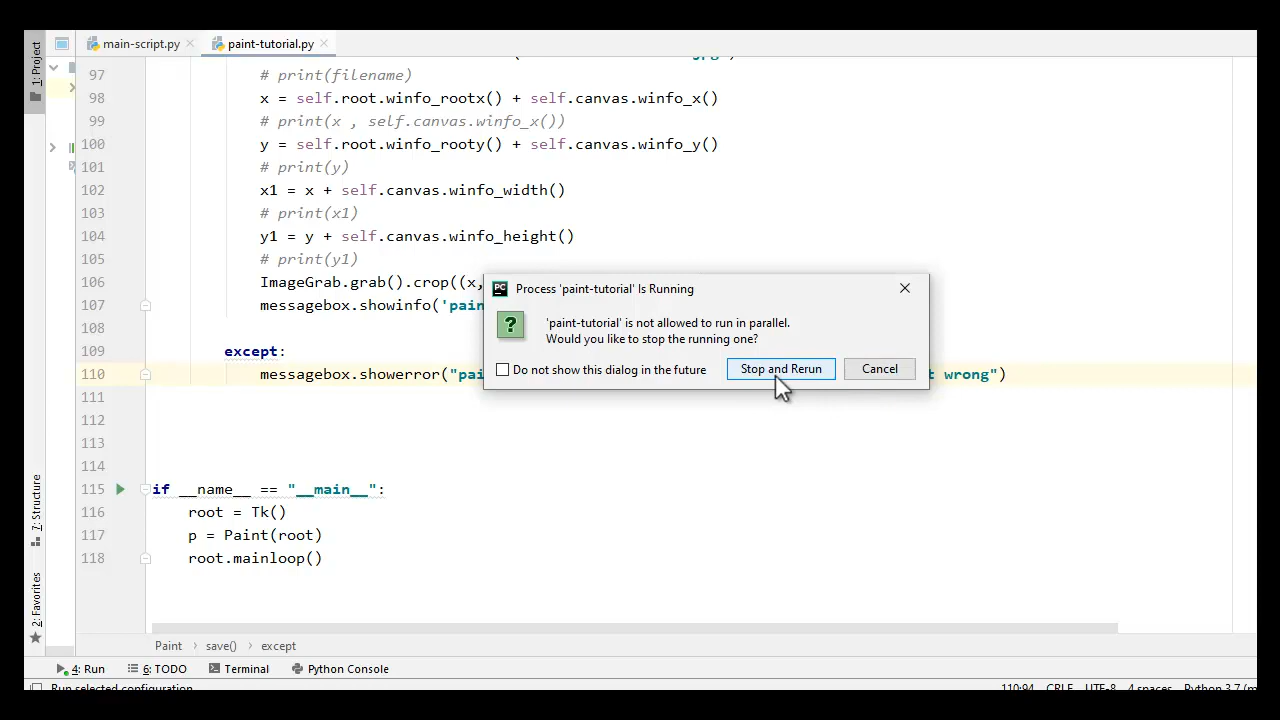 1: Project
main-script.py
paint-tutorial.py
97 # print(filename)
98 x = self.root.winfo_rootx() + self.canvas.winfo_x()
99 # print(x , self.canvas.winfo_x())
100 y = self.root.winfo_rooty() + self.canvas.winfo_y()
101 # print(y)
102 x1 = x + self.canvas.winfo_width()
103 # print(x1)
104 y1 = y + self.canvas.winfo_height()
105 # print(y1)
106 ImageGrab.grab().crop((x,
107 messagebox.showinfo('pain
108
109 except:
110 messagebox.showerror("pai t wrong")
111
112
113
114
115 if __name__ == "__main__":
116 root = Tk()
117 p = Paint(root)
118 root.mainloop()
PC
Process 'paint-tutorial' Is Running
?
'paint-tutorial' is not allowed to run in parallel.
Would you like to stop the running one?
Do not show this dialog in the future
Stop and Rerun
Cancel
7: Structure
2: Favorites
Paint save() except
4: Run 6: TODO Terminal Python Console
Run selected configuration 110:94 CRLF UTF-8 4 spaces Python 3.7